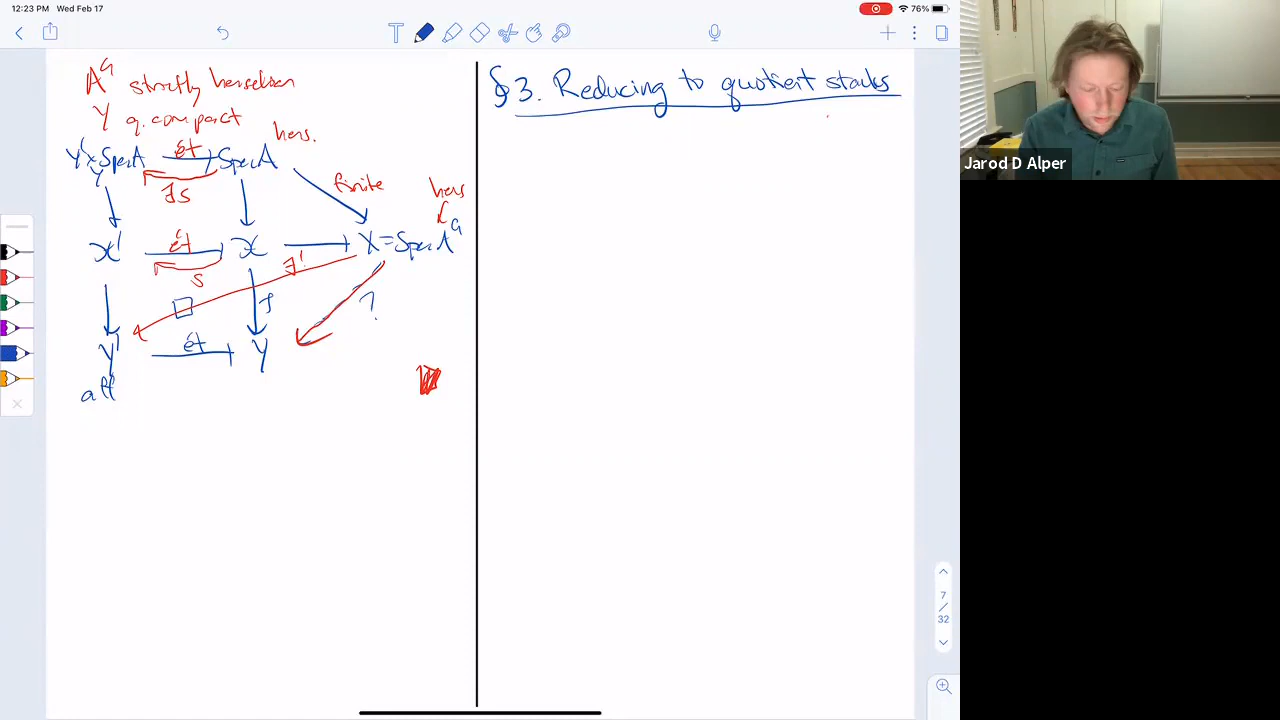 12:23 PM Wed Feb 17
76%
A^G strictly henselian
Y q. compact
hens.
Y' ×_Y Spec A ét Spec A
∃s
finite
hens
X' ét X X = Spec A^G
s
∃!
□ f ?
Y' ét Y
aff
§3. Reducing to quotient stacks
Jarod D Alper
7
/
32